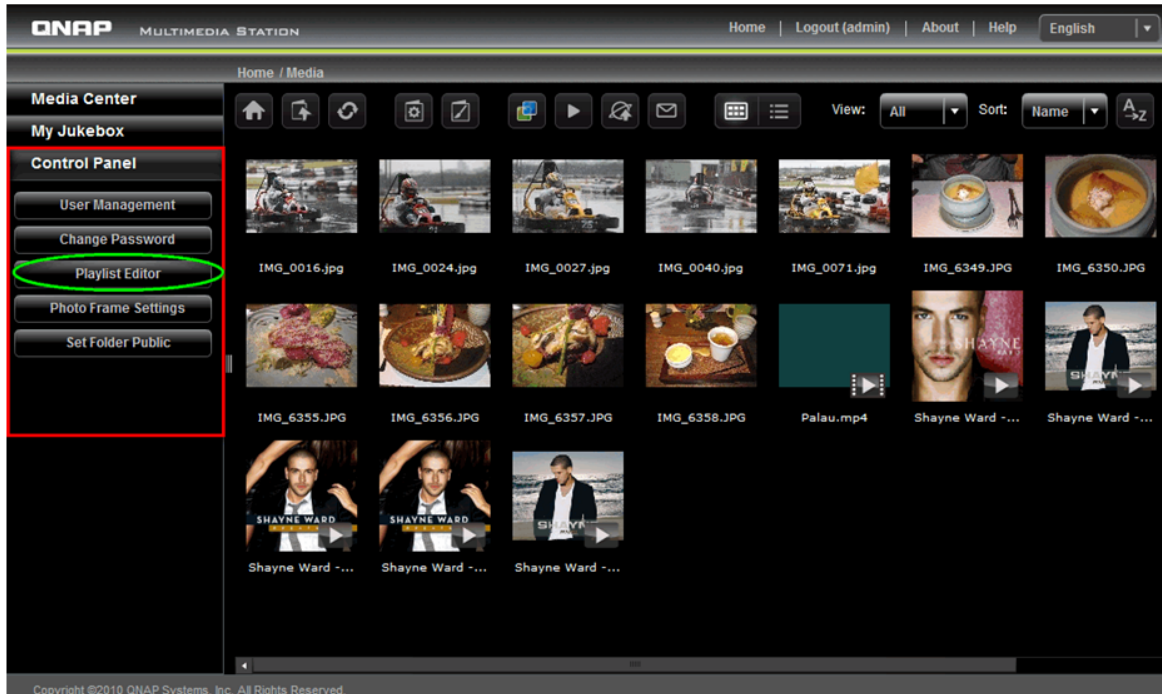 QNAP MULTIMEDIA STATION Home | Logout (admin) | About | Help English
Home / Media
Media Center
My Jukebox
Control Panel
User Management
Change Password
Playlist Editor
Photo Frame Settings
Set Folder Public
View: All Sort: Name A→Z
IMG_0016.jpg IMG_0024.jpg IMG_0027.jpg IMG_0040.jpg IMG_0071.jpg IMG_6349.JPG IMG_6350.JPG
SHAYNE
IMG_6355.JPG IMG_6356.JPG IMG_6357.JPG IMG_6358.JPG Palau.mp4 Shayne Ward -... Shayne Ward -...
SHAYNE WARD SHAYNE WARD
Shayne Ward -... Shayne Ward -... Shayne Ward -...
Copyright ©2010 QNAP Systems, Inc. All Rights Reserved.